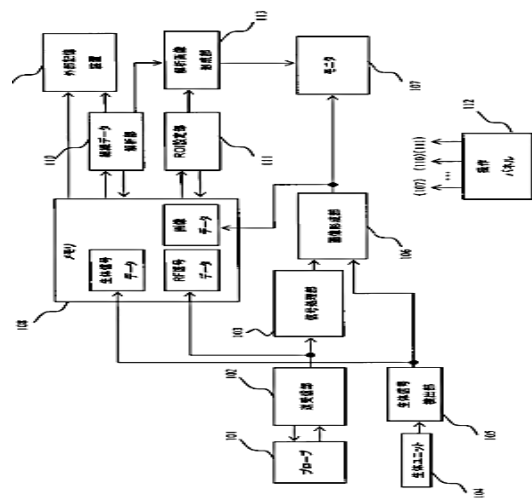 外部記憶
装置
113
解析画像
形成部
110
組織データ
解析部
ROI設定部
111
モニタ
107
112
操作
パネル
(107)
…
(110)(111)
108
メモリ
生体信号
データ
RF信号
データ
画像
データ
103
信号処理部
画像形成部
106
102
送受信部
101
プローブ
生体信号
検出部
105
生体ユニット
104